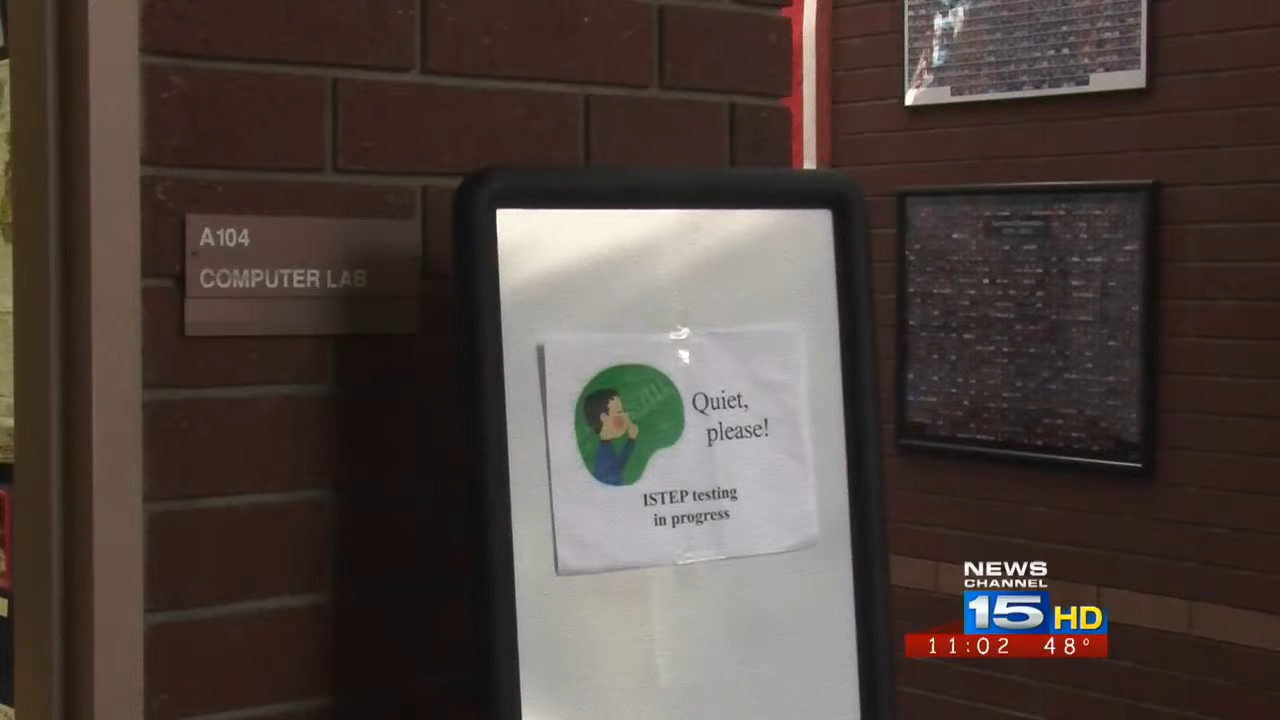 A104
COMPUTER LAB
Quiet,
please!
ISTEP testing
in progress
NEWS
CHANNEL
15 HD
11:02 48°